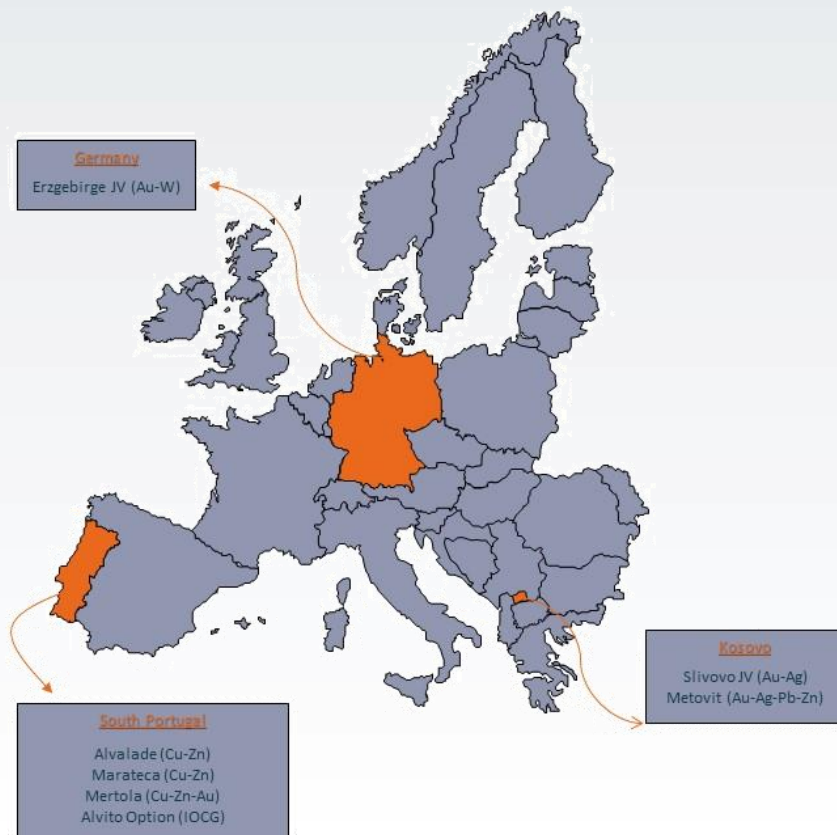 Germany
Erzgebirge JV (Au-W)
Kosovo
Slivovo JV (Au-Ag)
Metovit (Au-Ag-Pb-Zn)
South Portugal
Alvalade (Cu-Zn)
Marateca (Cu-Zn)
Mertola (Cu-Zn-Au)
Alvito Option (IOCG)